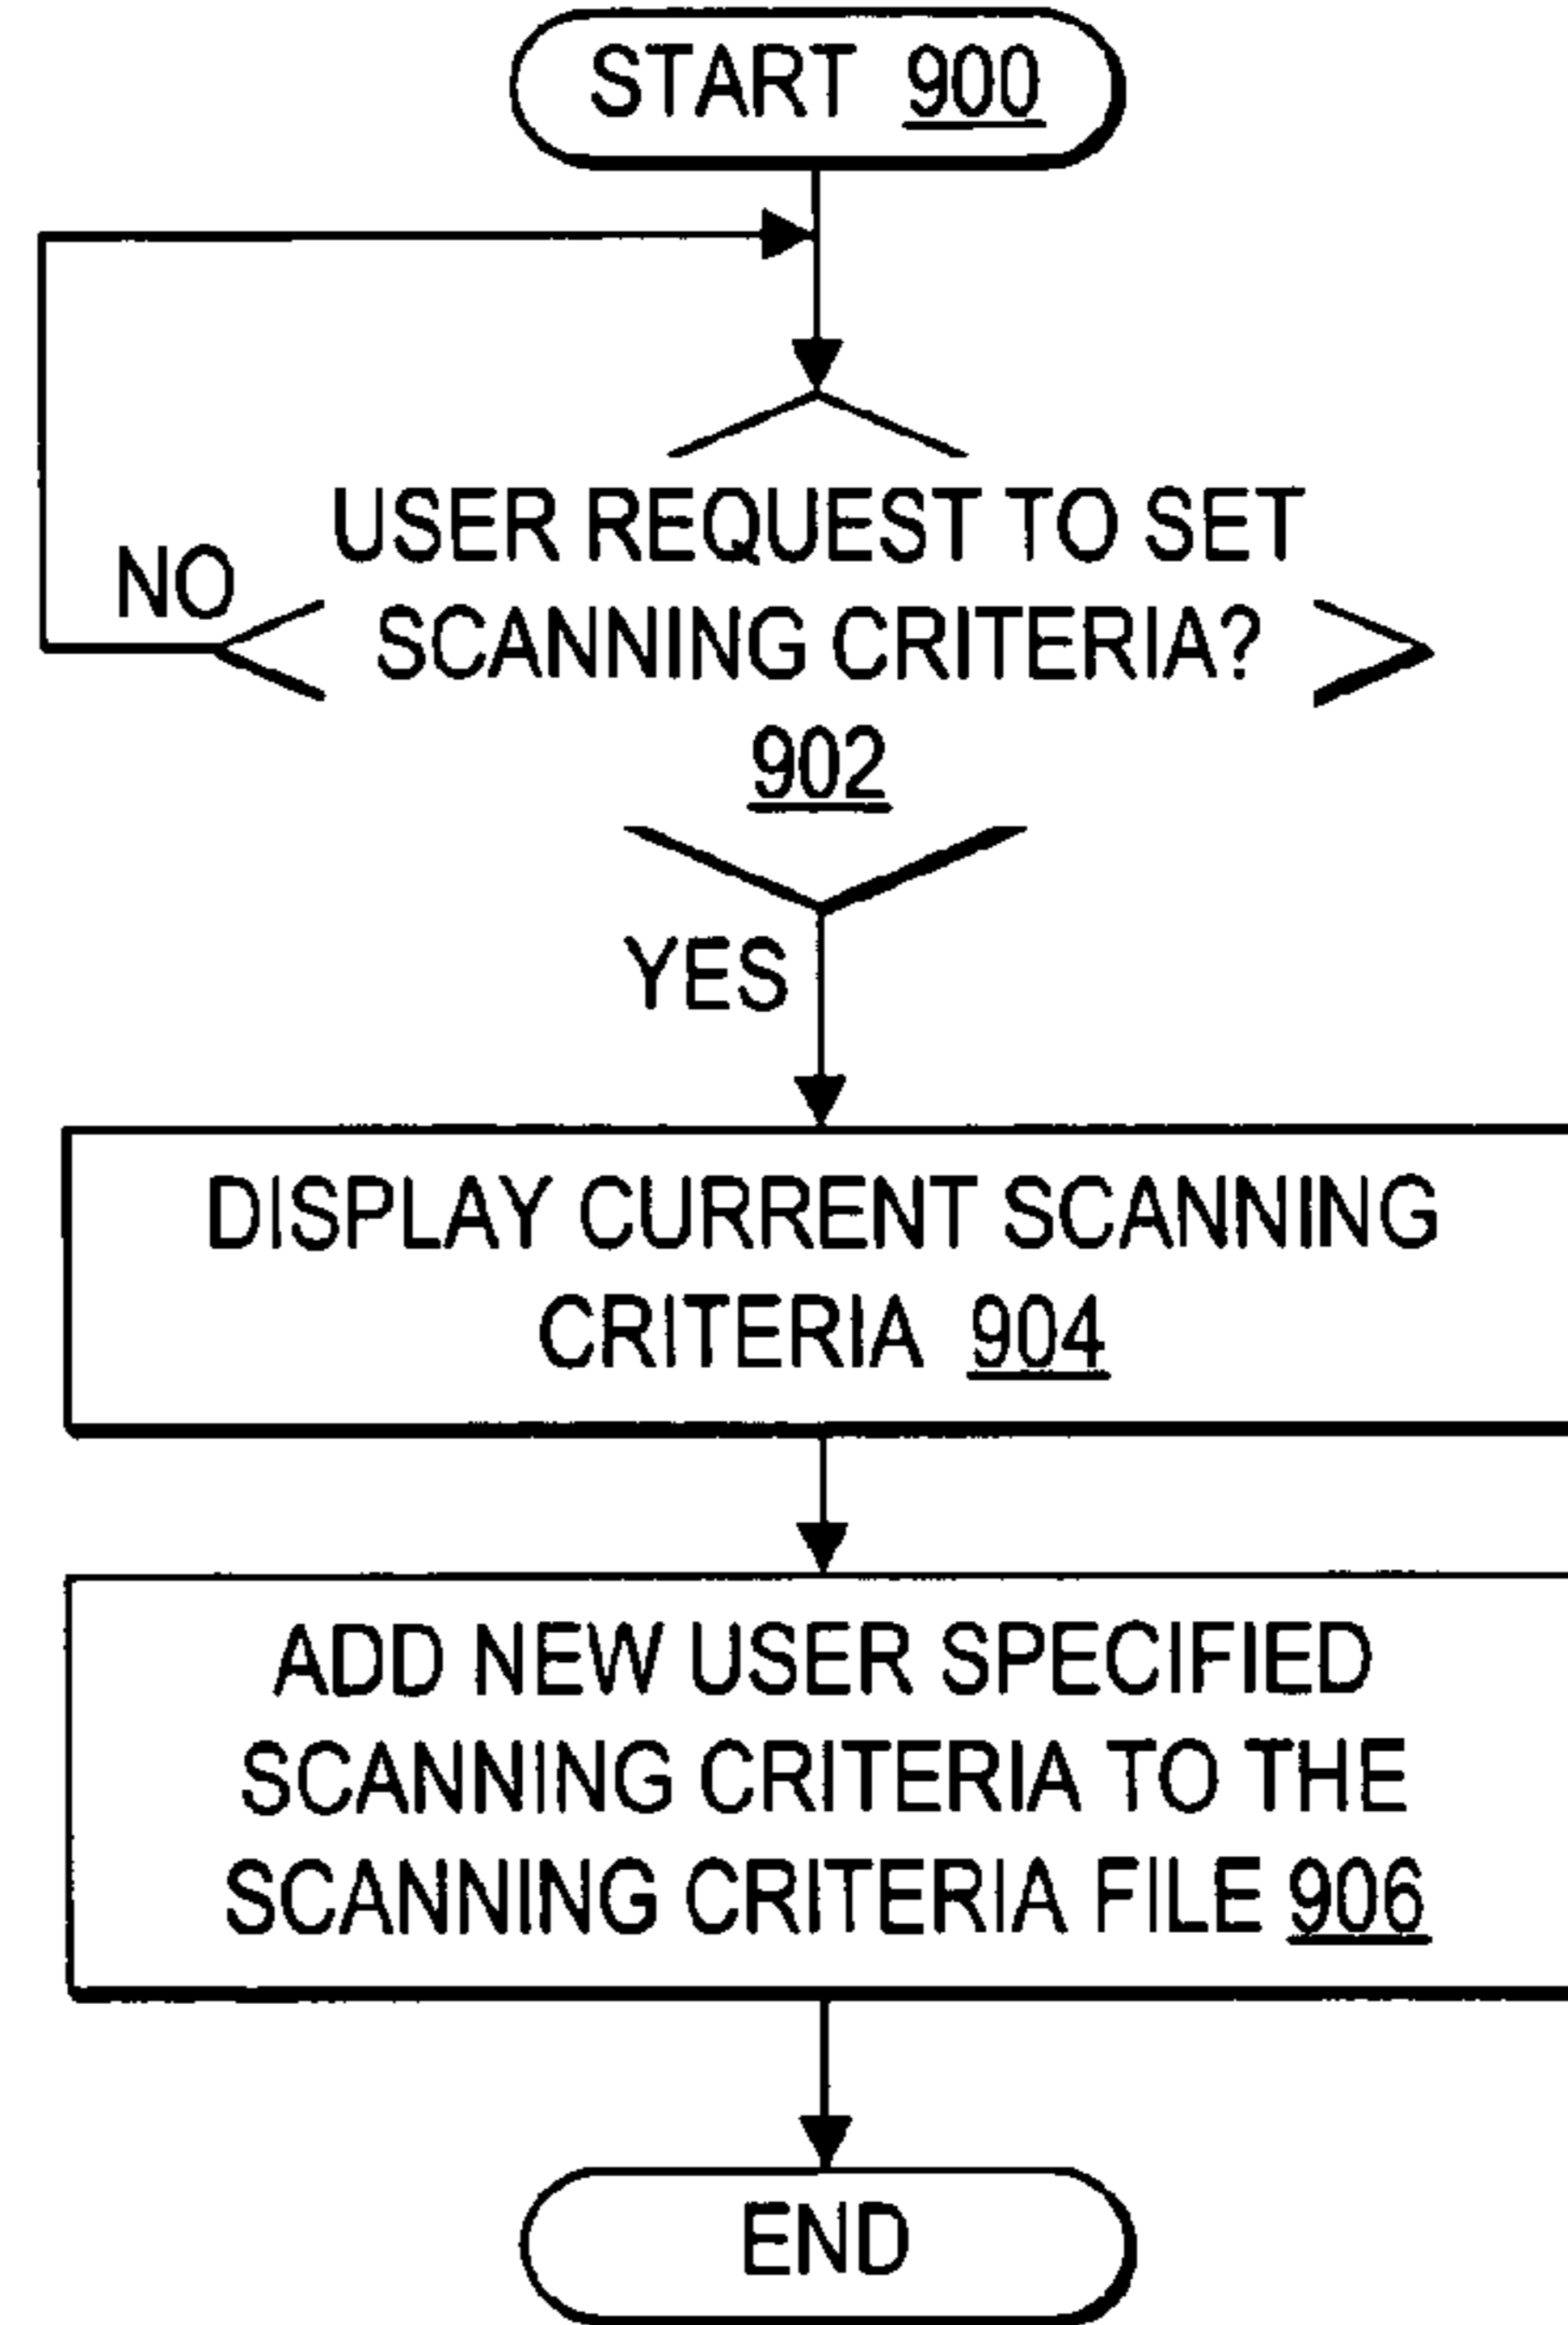 START 900
USER REQUEST TO SET
NO
SCANNING CRITERIA?
902
YES
DISPLAY CURRENT SCANNING
CRITERIA 904
ADD NEW USER SPECIFIED
SCANNING CRITERIA TO THE
SCANNING CRITERIA FILE 906
END